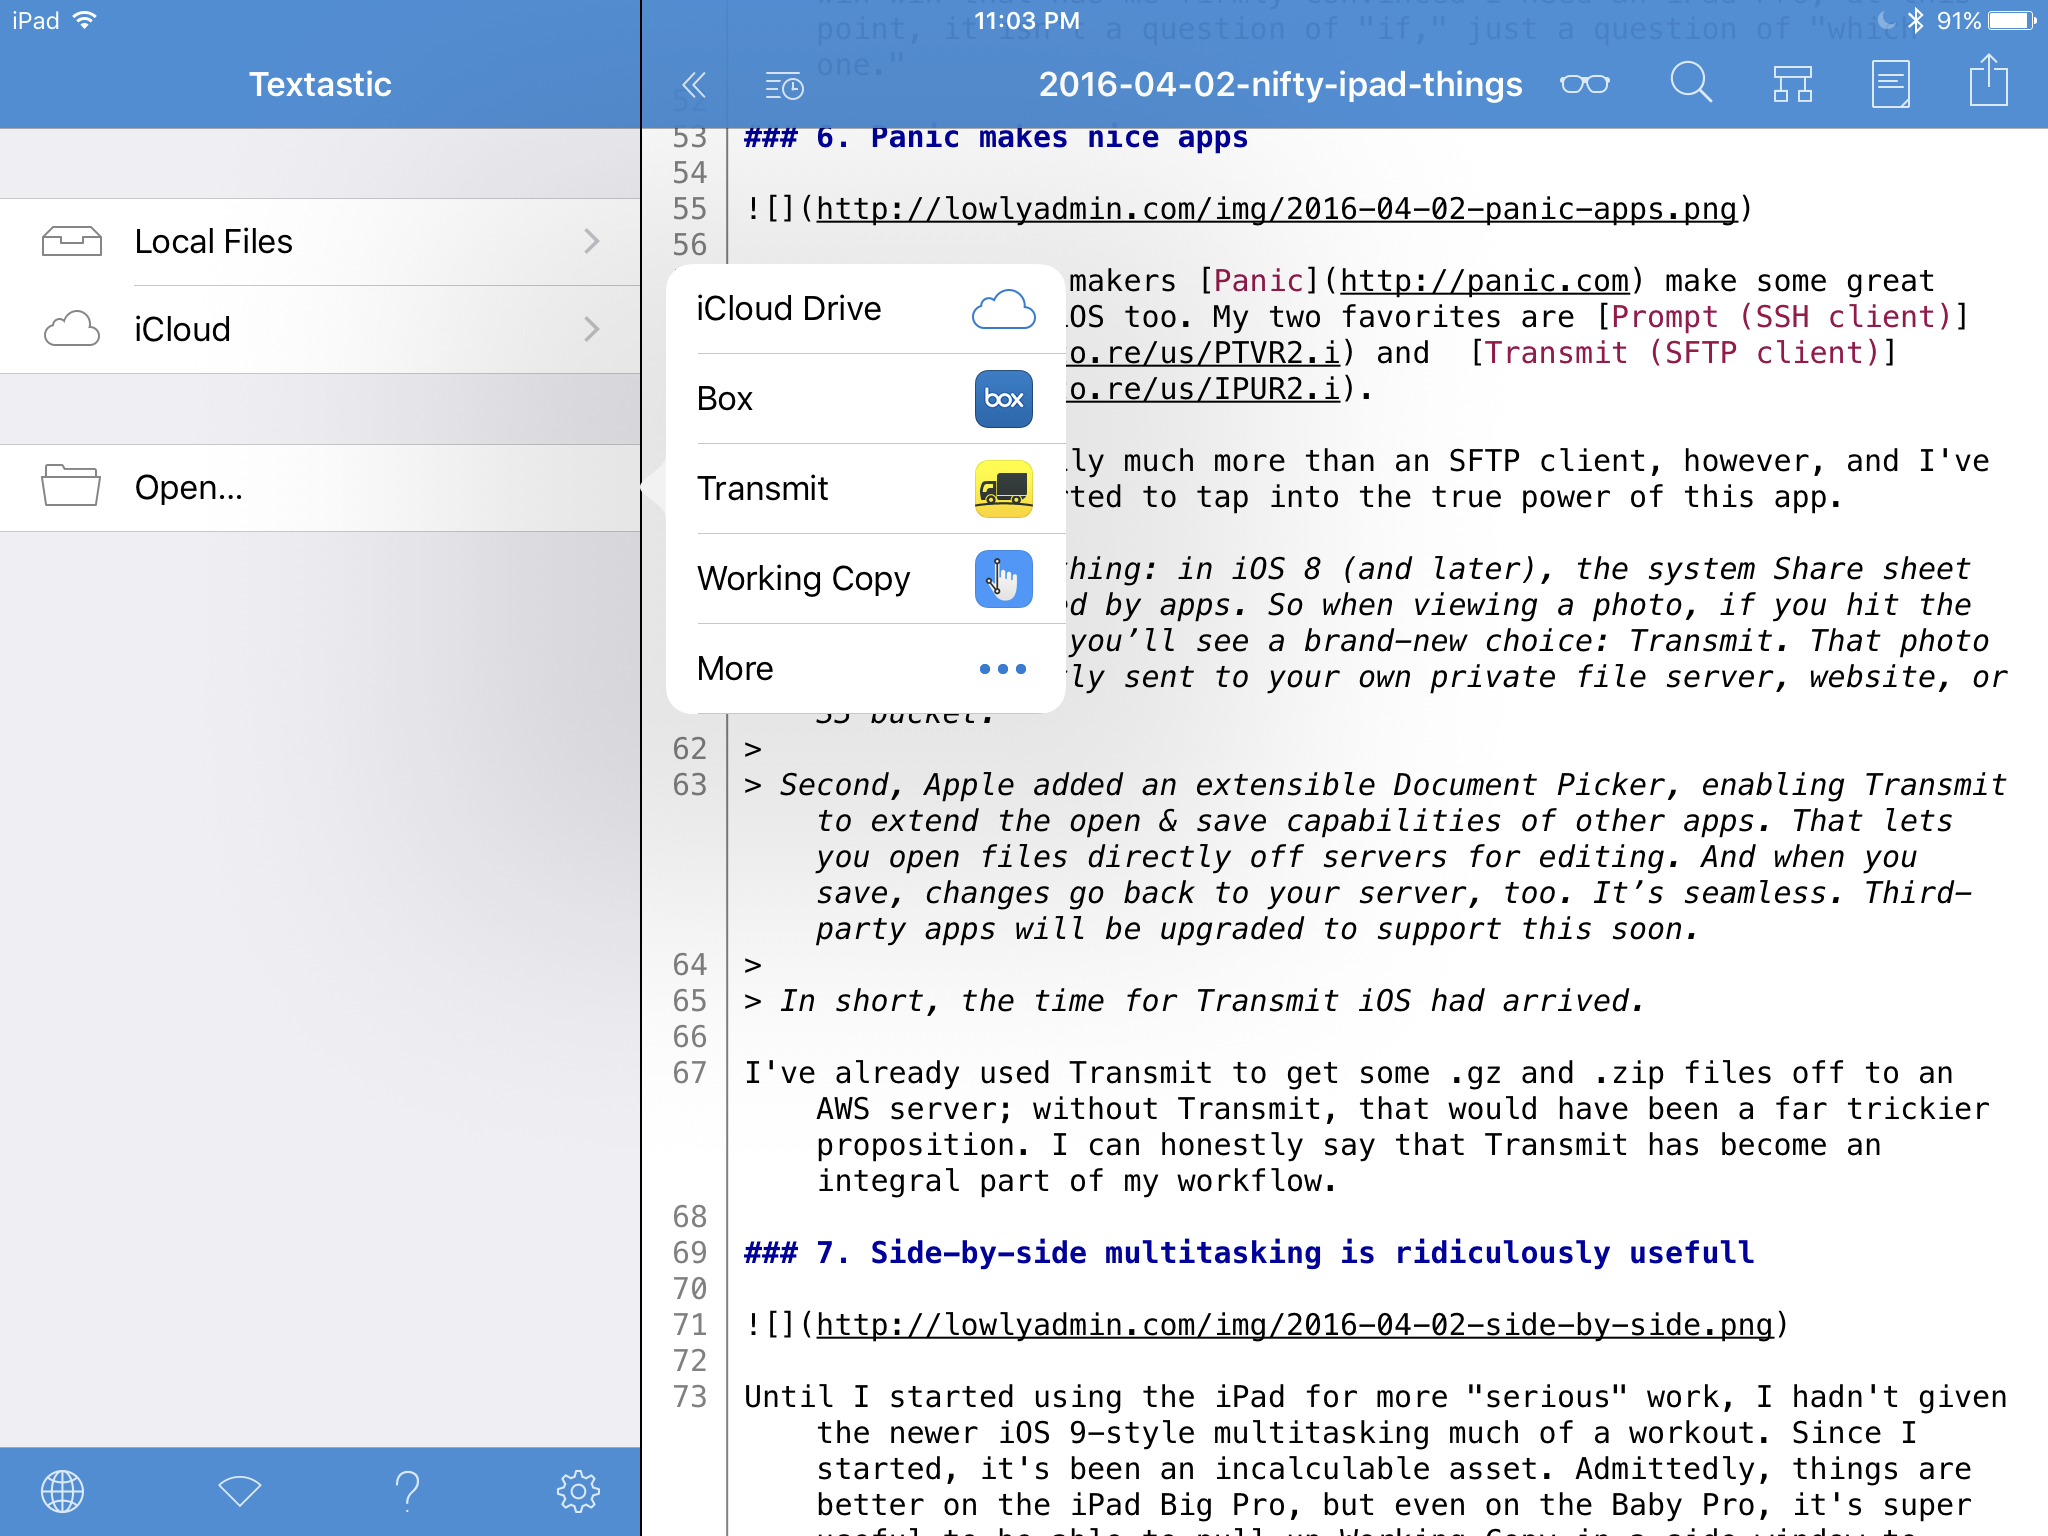 iPad 11:03 PM 91%
Textastic
2016-04-02-nifty-ipad-things
point, it isn't a question of "if," just a question of "which
one."
52
53 ### 6. Panic makes nice apps
54
55 ![](http://lowlyadmin.com/img/2016-04-02-panic-apps.png)
56
Local Files
iCloud
Open...
iCloud Drive
Box
box
Transmit
Working Copy
More
makers [Panic](http://panic.com) make some great
OS too. My two favorites are [Prompt (SSH client)]
o.re/us/PTVR2.i) and [Transmit (SFTP client)]
o.re/us/IPUR2.i).
ly much more than an SFTP client, however, and I've
ted to tap into the true power of this app.
hing: in iOS 8 (and later), the system Share sheet
d by apps. So when viewing a photo, if you hit the
you’ll see a brand-new choice: Transmit. That photo
ly sent to your own private file server, website, or
bucket.
62 >
63 > Second, Apple added an extensible Document Picker, enabling Transmit
to extend the open & save capabilities of other apps. That lets
you open files directly off servers for editing. And when you
save, changes go back to your server, too. It’s seamless. Third-
party apps will be upgraded to support this soon.
64 >
65 > In short, the time for Transmit iOS had arrived.
66
67 I've already used Transmit to get some .gz and .zip files off to an
AWS server; without Transmit, that would have been a far trickier
proposition. I can honestly say that Transmit has become an
integral part of my workflow.
68
69 ### 7. Side-by-side multitasking is ridiculously usefull
70
71 ![](http://lowlyadmin.com/img/2016-04-02-side-by-side.png)
72
73 Until I started using the iPad for more "serious" work, I hadn't given
the newer iOS 9-style multitasking much of a workout. Since I
started, it's been an incalculable asset. Admittedly, things are
better on the iPad Big Pro, but even on the Baby Pro, it's super